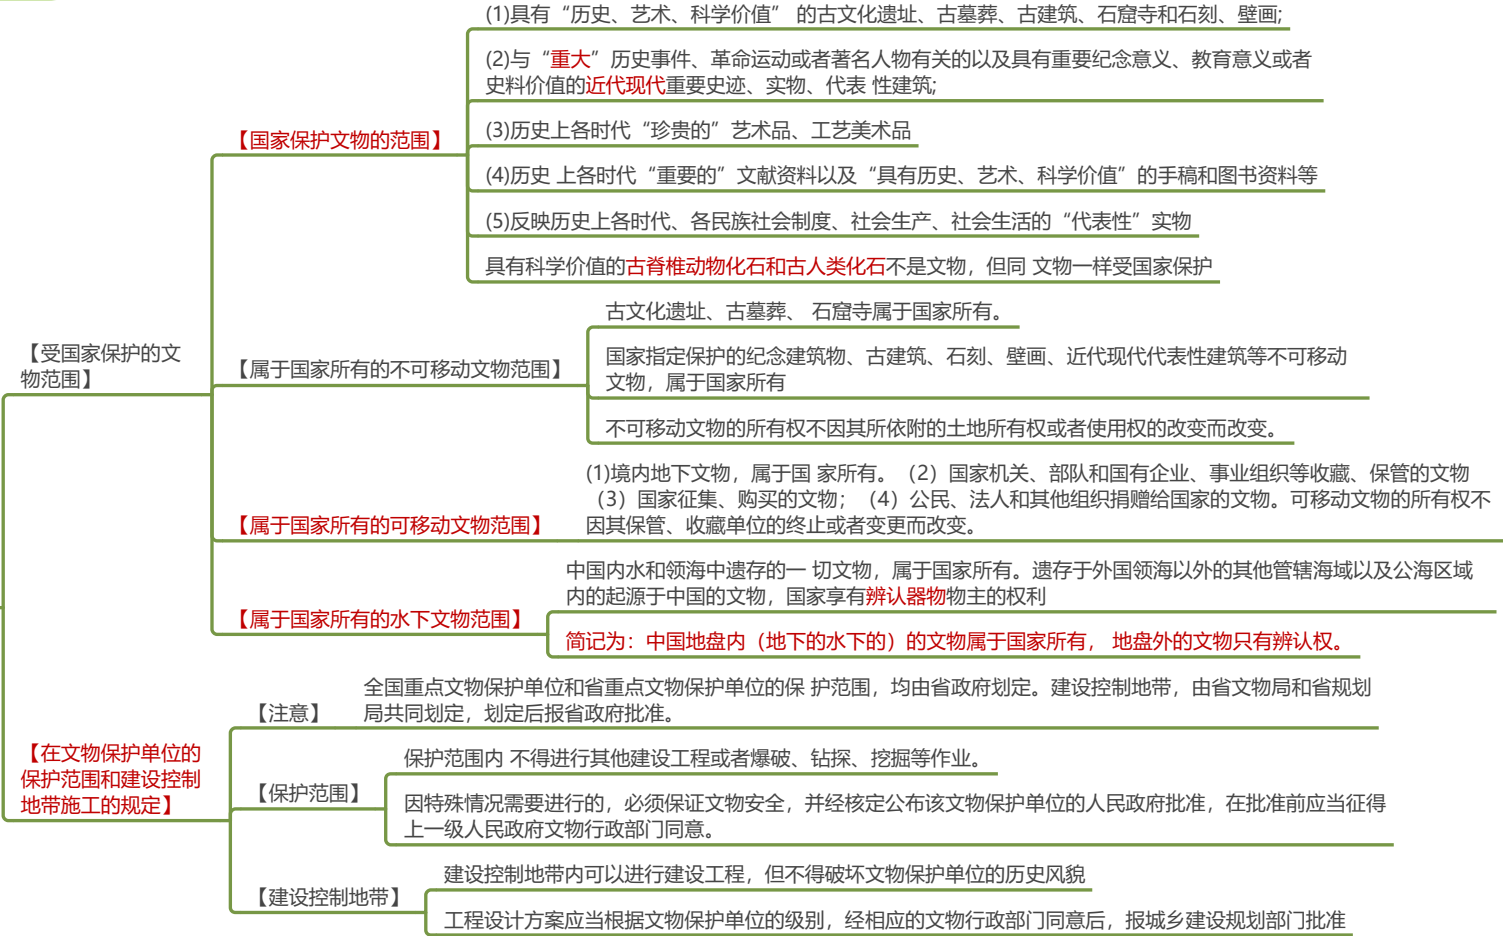 (1)具有“历史、艺术、科学价值” 的古文化遗址、古墓葬、古建筑、石窟寺和石刻、壁画;
(2)与“重大”历史事件、革命运动或者著名人物有关的以及具有重要纪念意义、教育意义或者
史料价值的近代现代重要史迹、实物、代表 性建筑;
【国家保护文物的范围】
(3)历史上各时代“珍贵的”艺术品、工艺美术品
(4)历史 上各时代“重要的”文献资料以及“具有历史、艺术、科学价值”的手稿和图书资料等
(5)反映历史上各时代、各民族社会制度、社会生产、社会生活的“代表性”实物
具有科学价值的古脊椎动物化石和古人类化石不是文物，但同 文物一样受国家保护
【受国家保护的文
物范围】
【属于国家所有的不可移动文物范围】
古文化遗址、古墓葬、 石窟寺属于国家所有。
国家指定保护的纪念建筑物、古建筑、石刻、壁画、近代现代代表性建筑等不可移动
文物，属于国家所有
不可移动文物的所有权不因其所依附的土地所有权或者使用权的改变而改变。
【属于国家所有的可移动文物范围】
(1)境内地下文物，属于国 家所有。（2）国家机关、部队和国有企业、事业组织等收藏、保管的文物
（3）国家征集、购买的文物；（4）公民、法人和其他组织捐赠给国家的文物。可移动文物的所有权不
因其保管、收藏单位的终止或者变更而改变。
【属于国家所有的水下文物范围】
中国内水和领海中遗存的一 切文物，属于国家所有。遗存于外国领海以外的其他管辖海域以及公海区域
内的起源于中国的文物，国家享有辨认器物物主的权利
简记为：中国地盘内（地下的水下的）的文物属于国家所有， 地盘外的文物只有辨认权。
【在文物保护单位的
保护范围和建设控制
地带施工的规定】
【注意】
全国重点文物保护单位和省重点文物保护单位的保 护范围，均由省政府划定。建设控制地带，由省文物局和省规划
局共同划定，划定后报省政府批准。
【保护范围】
保护范围内 不得进行其他建设工程或者爆破、钻探、挖掘等作业。
因特殊情况需要进行的，必须保证文物安全，并经核定公布该文物保护单位的人民政府批准，在批准前应当征得
上一级人民政府文物行政部门同意。
【建设控制地带】
建设控制地带内可以进行建设工程，但不得破坏文物保护单位的历史风貌
工程设计方案应当根据文物保护单位的级别，经相应的文物行政部门同意后，报城乡建设规划部门批准